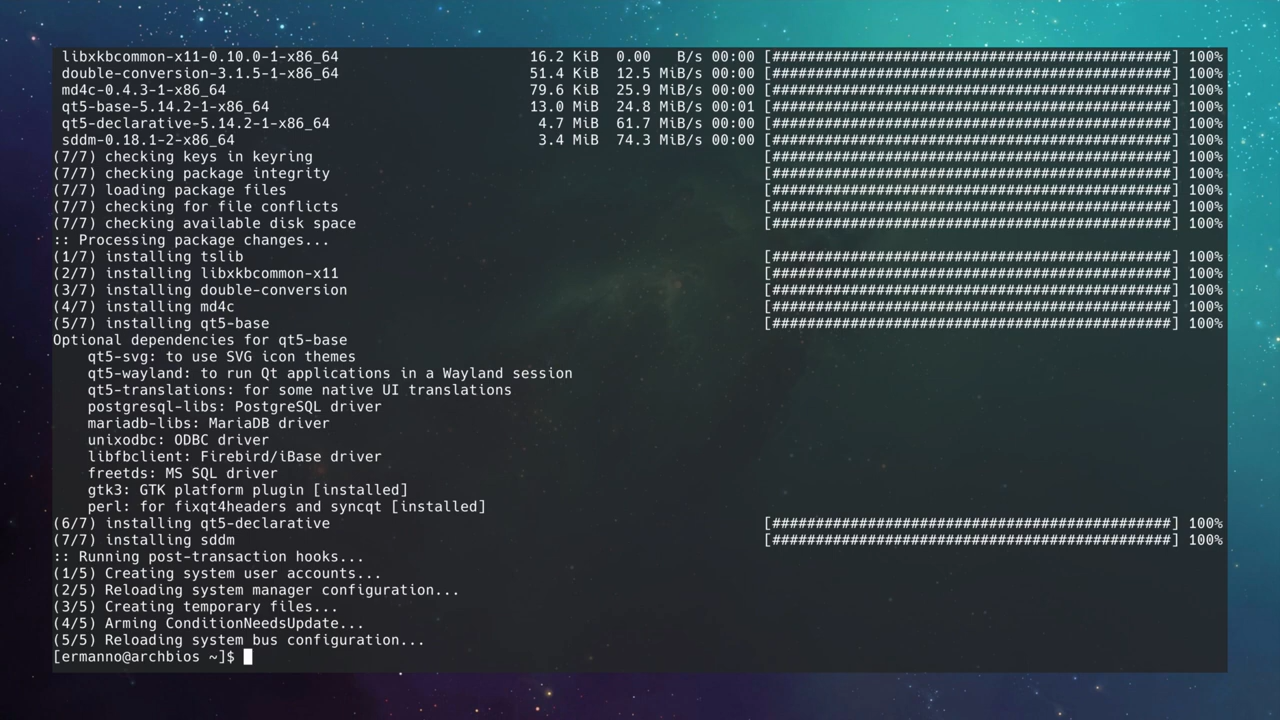 libxkbcommon-x11-0.10.0-1-x86_64 16.2 KiB 0.00 B/s 00:00 [##############################################] 100%
double-conversion-3.1.5-1-x86_64 51.4 KiB 12.5 MiB/s 00:00 [##############################################] 100%
md4c-0.4.3-1-x86_64 79.6 KiB 25.9 MiB/s 00:00 [##############################################] 100%
qt5-base-5.14.2-1-x86_64 13.0 MiB 24.8 MiB/s 00:01 [##############################################] 100%
qt5-declarative-5.14.2-1-x86_64 4.7 MiB 61.7 MiB/s 00:00 [##############################################] 100%
sddm-0.18.1-2-x86_64 3.4 MiB 74.3 MiB/s 00:00 [##############################################] 100%
(7/7) checking keys in keyring [##############################################] 100%
(7/7) checking package integrity [##############################################] 100%
(7/7) loading package files [##############################################] 100%
(7/7) checking for file conflicts [##############################################] 100%
(7/7) checking available disk space [##############################################] 100%
:: Processing package changes...
(1/7) installing tslib [##############################################] 100%
(2/7) installing libxkbcommon-x11 [##############################################] 100%
(3/7) installing double-conversion [##############################################] 100%
(4/7) installing md4c [##############################################] 100%
(5/7) installing qt5-base [##############################################] 100%
Optional dependencies for qt5-base
qt5-svg: to use SVG icon themes
qt5-wayland: to run Qt applications in a Wayland session
qt5-translations: for some native UI translations
postgresql-libs: PostgreSQL driver
mariadb-libs: MariaDB driver
unixodbc: ODBC driver
libfbclient: Firebird/iBase driver
freetds: MS SQL driver
gtk3: GTK platform plugin [installed]
perl: for fixqt4headers and syncqt [installed]
(6/7) installing qt5-declarative [##############################################] 100%
(7/7) installing sddm [##############################################] 100%
:: Running post-transaction hooks...
(1/5) Creating system user accounts...
(2/5) Reloading system manager configuration...
(3/5) Creating temporary files...
(4/5) Arming ConditionNeedsUpdate...
(5/5) Reloading system bus configuration...
[ermanno@archbios ~]$